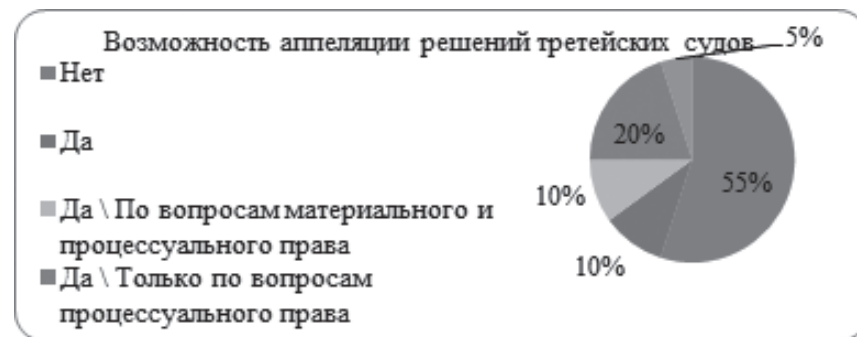 Возможность аппеляции решений третейских судов
5%
Нет
Да
20%
55%
10%
Да \ По вопросам материального и
процессуального права
10%
Да \ Только по вопросам
процессуального права